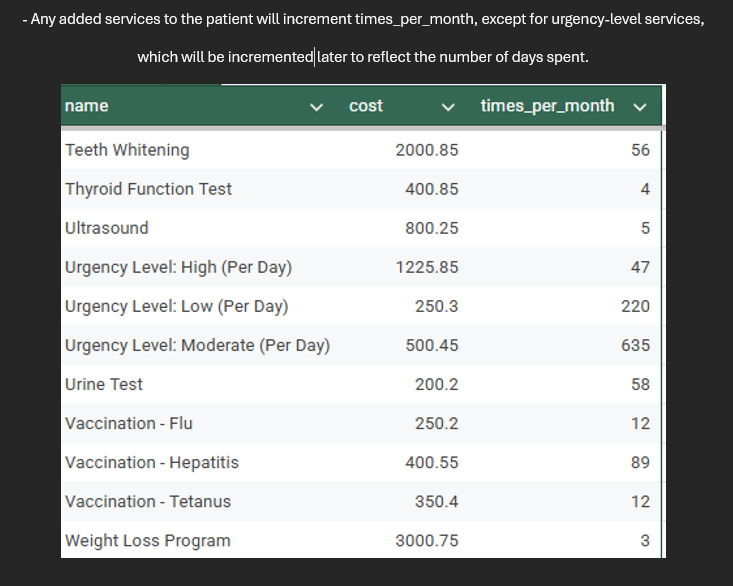 - Any added services to the patient will increment times_per_month, except for urgency-level services,
which will be incremented later to reflect the number of days spent.
name cost times_per_month
Teeth Whitening 2000.85 56
Thyroid Function Test 400.85 4
Ultrasound 800.25 5
Urgency Level: High (Per Day) 1225.85 47
Urgency Level: Low (Per Day) 250.3 220
Urgency Level: Moderate (Per Day) 500.45 635
Urine Test 200.2 58
Vaccination - Flu 250.2 12
Vaccination - Hepatitis 400.55 89
Vaccination - Tetanus 350.4 12
Weight Loss Program 3000.75 3